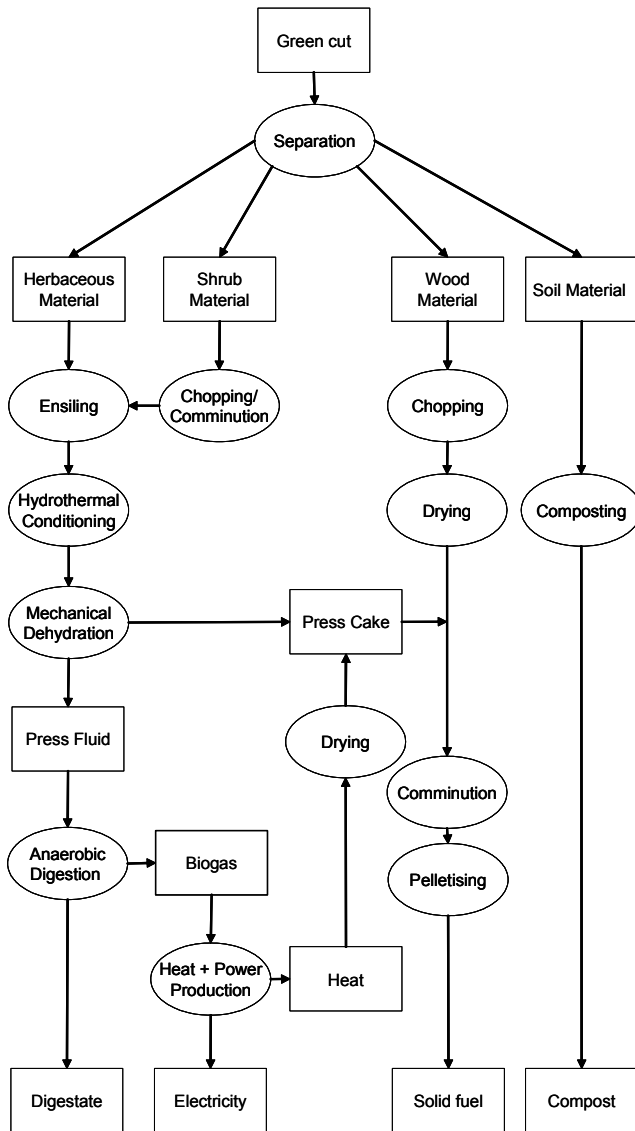 Green cut
Separation
Herbaceous
Material
Shrub
Material
Wood
Material
Soil Material
Ensiling
Chopping/
Comminution
Chopping
Hydrothermal
Conditioning
Drying
Composting
Mechanical
Dehydration
Press Cake
Press Fluid
Drying
Comminution
Anaerobic
Digestion
Biogas
Pelletising
Heat + Power
Production
Heat
Digestate
Electricity
Solid fuel
Compost